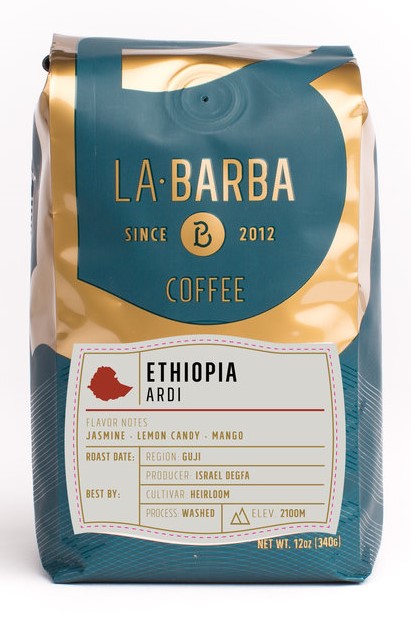 LA·BARBA
SINCE B 2012
COFFEE
ETHIOPIA
ARDI
FLAVOR NOTES
JASMINE - LEMON CANDY - MANGO
ROAST DATE:
REGION: GUJI
PRODUCER: ISRAEL DEGFA
BEST BY:
CULTIVAR: HEIRLOOM
PROCESS: WASHED
ELEV. 2100M
NET WT. 12oz (340G)